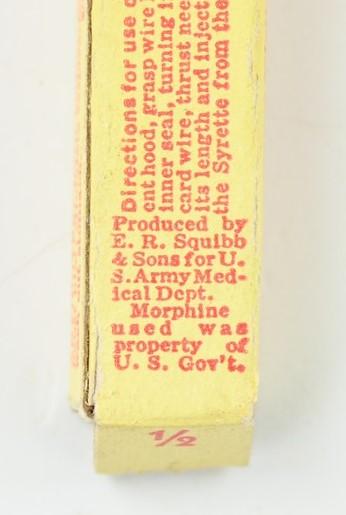 Directions for use o
ent hood, grasp wire
inner seal, turning i
card wire, thrust nee
its length and inject
the Syrette from the
Produced by
E. R. Squibb
& Sons for U.
S. Army Med-
ical Dept.
Morphine
used was
property of
U. S. Gov't.
1/2